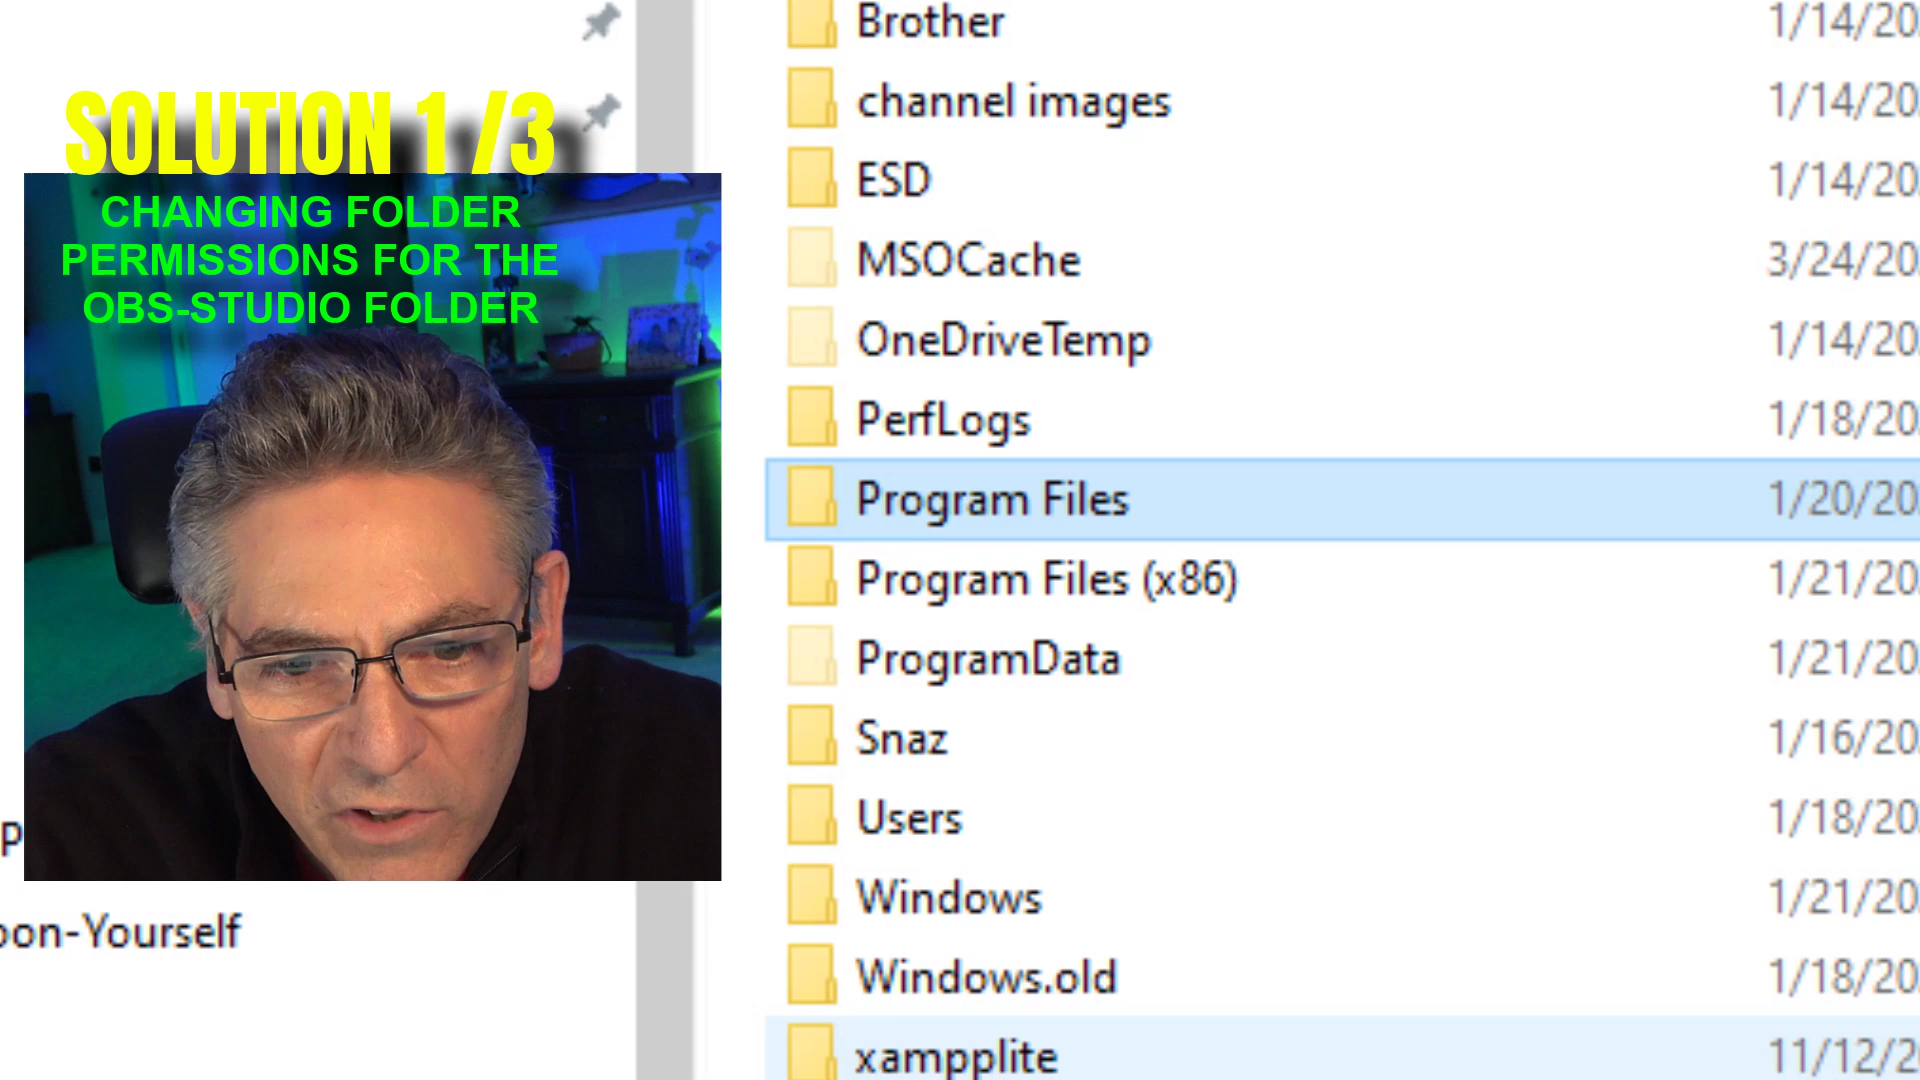 SOLUTION 1 /3
CHANGING FOLDER
PERMISSIONS FOR THE
OBS-STUDIO FOLDER
oon-Yourself
Brother 1/14/20
channel images 1/14/20
ESD 1/14/20
MSOCache 3/24/20
OneDriveTemp 1/14/20
PerfLogs 1/18/20
Program Files 1/20/20
Program Files (x86) 1/21/20
ProgramData 1/21/20
Snaz 1/16/20
Users 1/18/20
Windows 1/21/20
Windows.old 1/18/20
xampplite 11/12/2